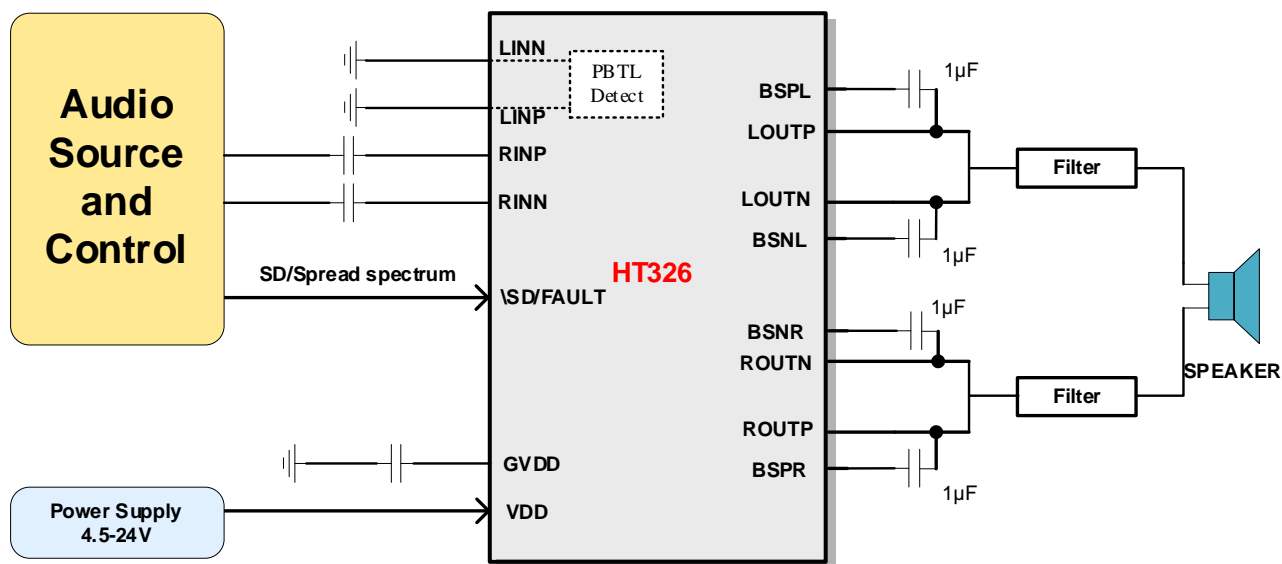 Audio
Source
and
Control
SD/Spread spectrum
Power Supply
4.5-24V
LINN
PBTL
Detect
LINP
RINP
RINN
\SD/FAULT
GVDD
VDD
HT326
BSPL
LOUTP
LOUTN
BSNL
BSNR
ROUTN
ROUTP
BSPR
1µF
1µF
1µF
1µF
Filter
Filter
SPEAKER